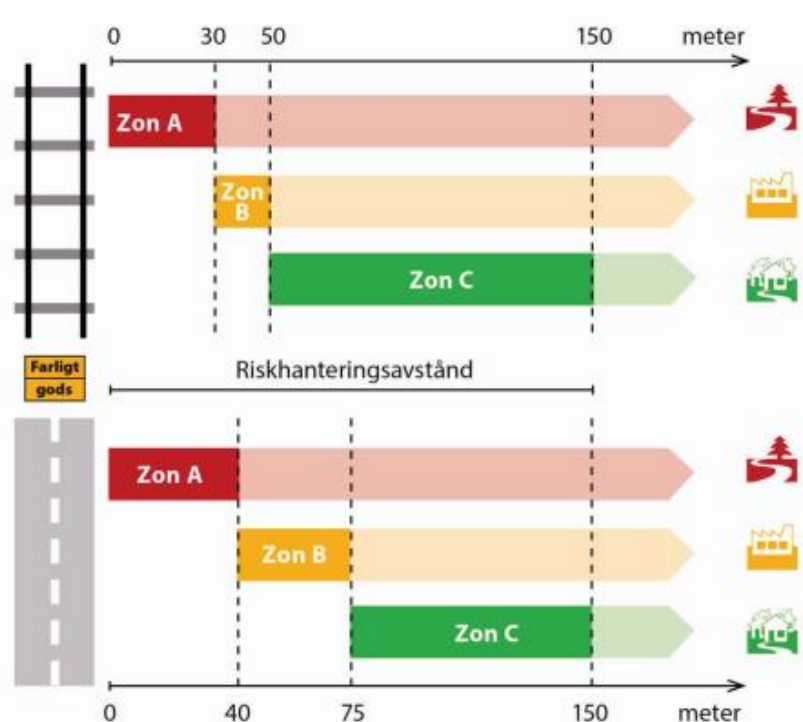 0 30 50 150 meter
Zon A
Zon
B
Zon C
Farligt
gods
Riskhanteringsavstånd
Zon A
Zon B
Zon C
0 40 75 150 meter